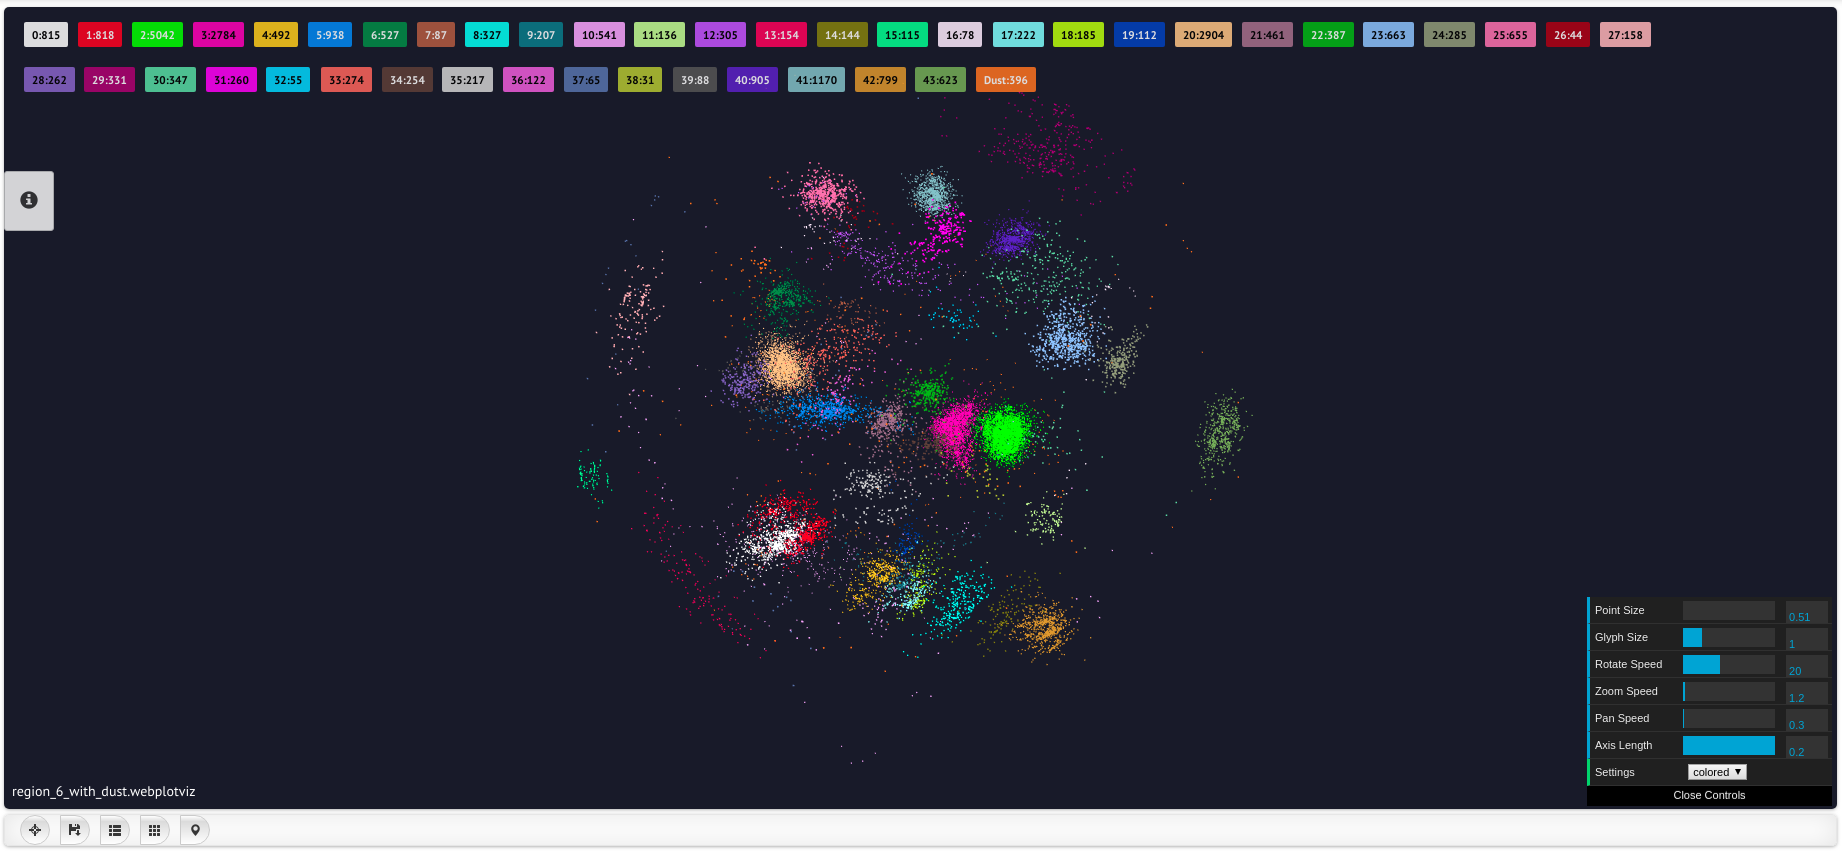 0:815 1:818 2:5042 3:2784 4:492 5:938 6:527 7:87 8:327 9:207 10:541 11:136 12:305 13:154 14:144 15:115 16:78 17:222 18:185 19:112 20:2904 21:461 22:387 23:663 24:285 25:655 26:44 27:158
28:262 29:331 30:347 31:260 32:55 33:274 34:254 35:217 36:122 37:65 38:31 39:88 40:905 41:1170 42:799 43:623 Dust:396
Point Size 0.51
Glyph Size 1
Rotate Speed 20
Zoom Speed 1.2
Pan Speed 0.3
Axis Length 0.2
Settings colored
Close Controls
region_6_with_dust.webplotviz